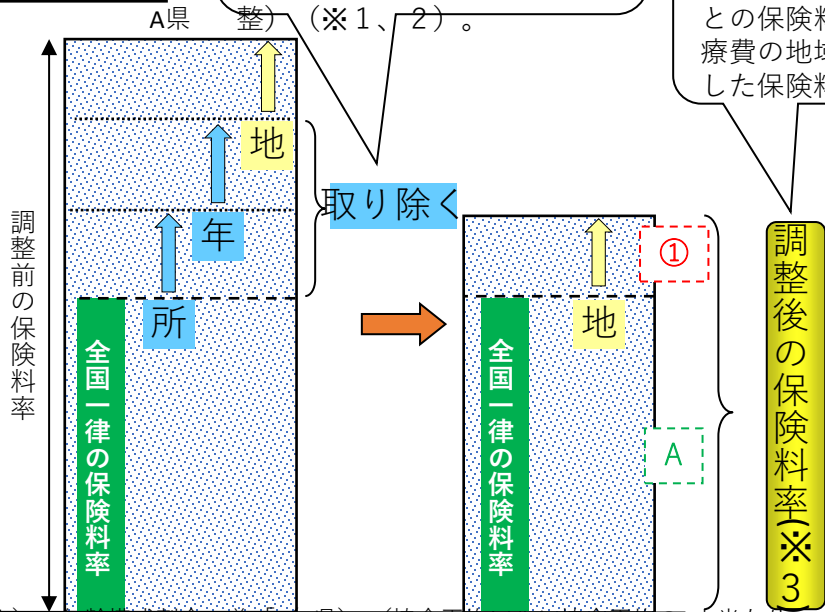 A県
整）（※１、２）。
との保険料
療費の地域
した保険料
地
年
所
取り除く
調整前の保険料率
全国一律の保険料率
①
地
A
全国一律の保険料率
調整後の保険料率(※３